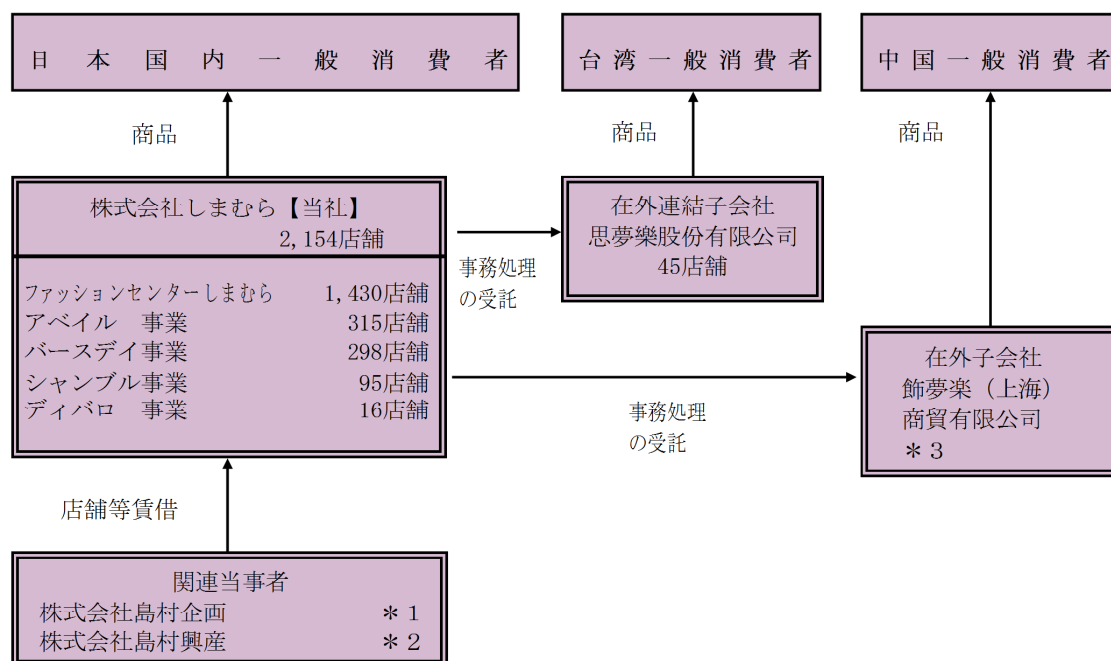 日本国内一般消費者
台湾一般消費者
中国一般消費者
商品
商品
商品
株式会社しまむら【当社】
2,154店舗
ファッションセンターしまむら 1,430店舗
アベイル 事業 315店舗
バースデイ事業 298店舗
シャンブル事業 95店舗
ディバロ 事業 16店舗
事務処理
の受託
在外連結子会社
思夢樂股份有限公司
45店舗
事務処理
の受託
在外子会社
飾夢楽(上海)
商貿有限公司
*3
店舗等賃借
関連当事者
株式会社島村企画 *1
株式会社島村興産 *2